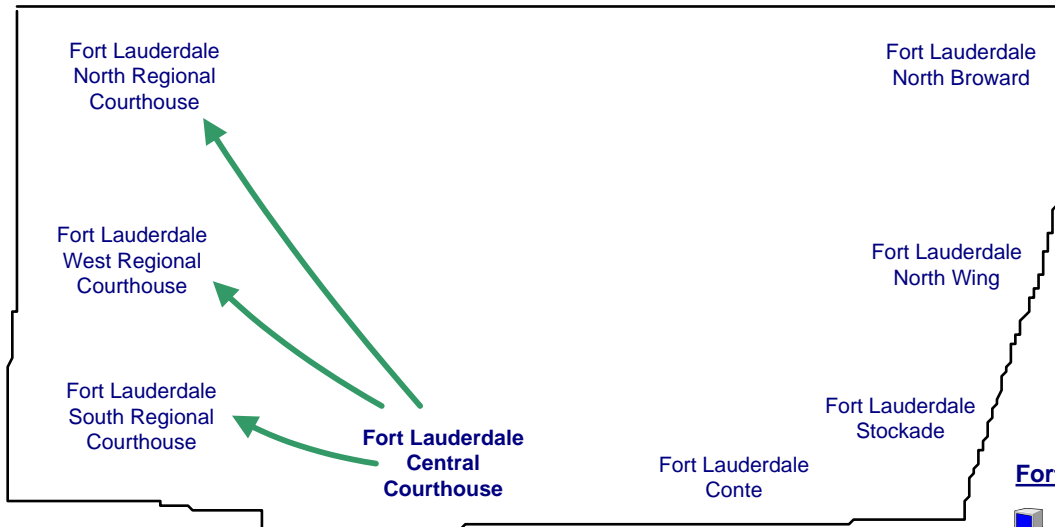 Fort Lauderdale
North Regional
Courthouse
Fort Lauderdale
North Broward
Fort Lauderdale
West Regional
Courthouse
Fort Lauderdale
North Wing
Fort Lauderdale
South Regional
Courthouse
Fort Lauderdale
Central
Courthouse
Fort Lauderdale
Stockade
Fort Lauderdale
Conte
For